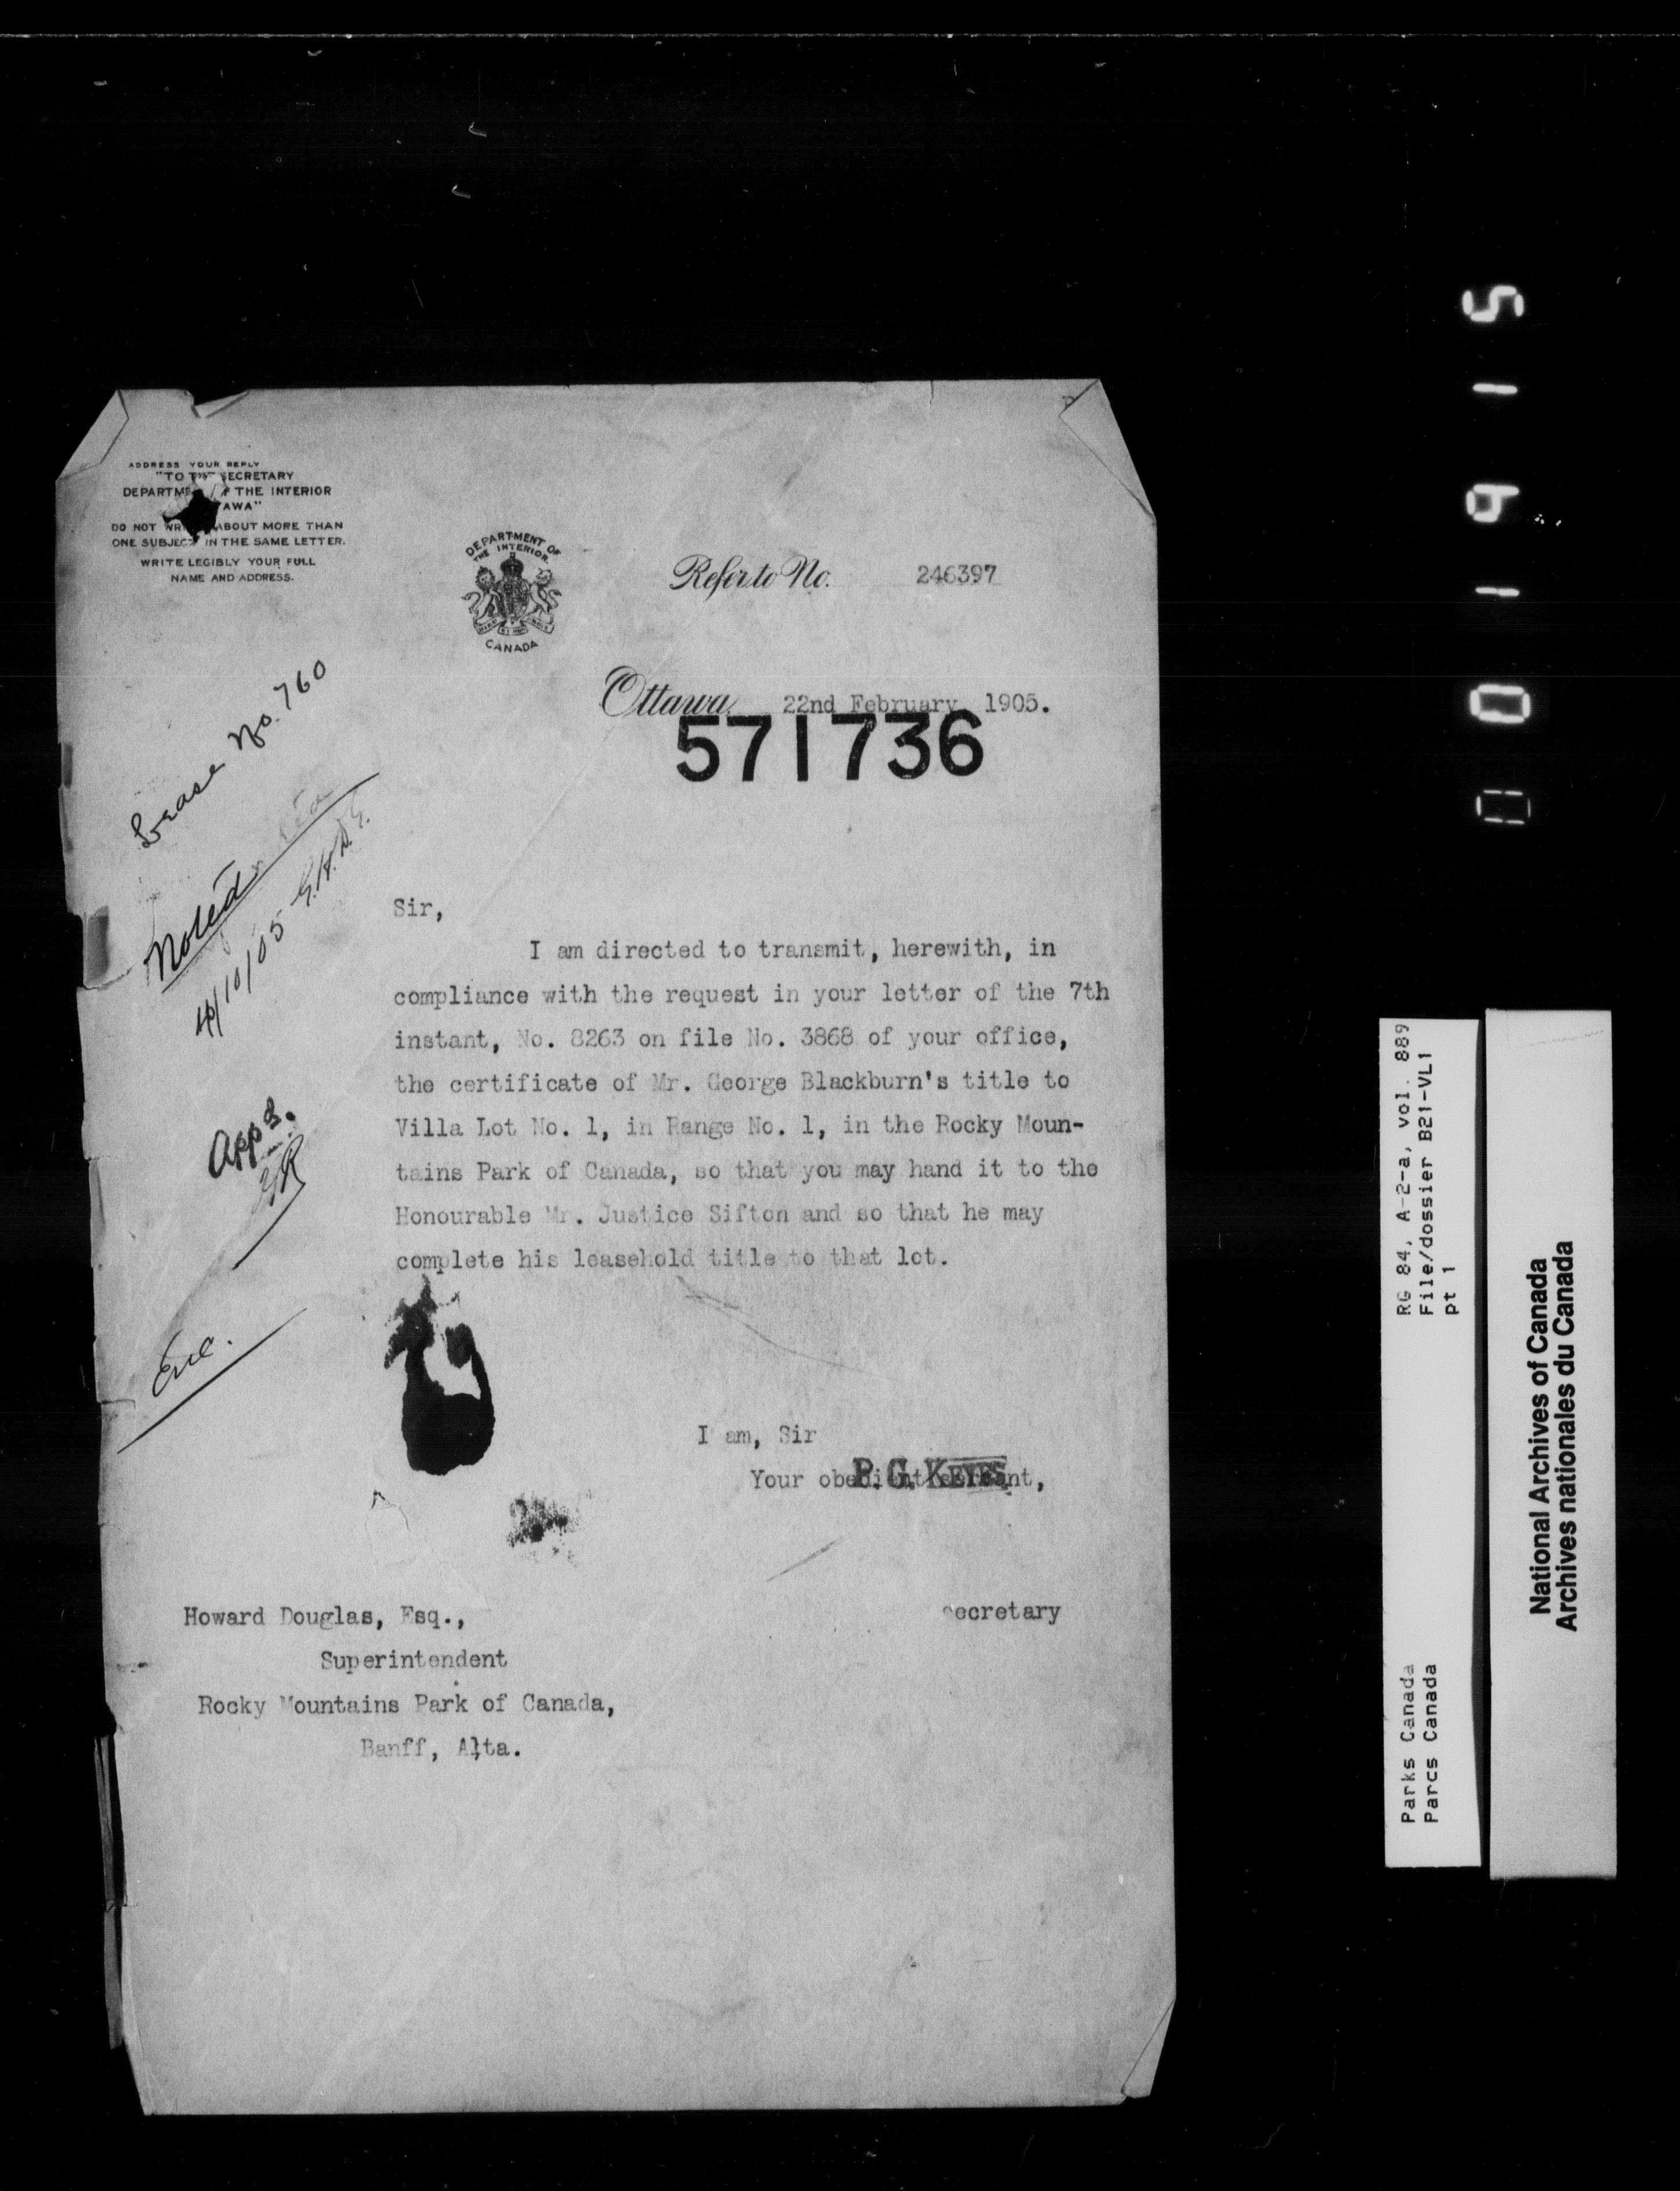 ADDRESS YOUR REPLY
"TO THE SECRETARY
DEPARTMENT OF THE INTERIOR
OTTAWA"
DO NOT WRITE ABOUT MORE THAN
ONE SUBJECT IN THE SAME LETTER.
WRITE LEGIBLY YOUR FULL
NAME AND ADDRESS.
DEPARTMENT OF
THE INTERIOR
CANADA
Refer to No. 246397
Ottawa, 22nd February 1905.
571736
Lease No. 760
Noted
4/10/05
Sir,
I am directed to transmit, herewith, in
compliance with the request in your letter of the 7th
instant, No. 8263 on file No. 3868 of your office,
the certificate of Mr. George Blackburn's title to
Villa Lot No. 1, in Range No. 1, in the Rocky Moun-
tains Park of Canada, so that you may hand it to the
Honourable Mr. Justice Sifton and so that he may
complete his leasehold title to that lot.
Appd.
Enc.
I am, Sir
Your obedient servant,
P. G. KEYES
Secretary
Howard Douglas, Esq.,
Superintendent
Rocky Mountains Park of Canada,
Banff, Alta.
001915
RG 84, A-2-a, vol. 889
File/dossier B21-VL1
pt 1
Parks Canada
Parcs Canada
National Archives of Canada
Archives nationales du Canada